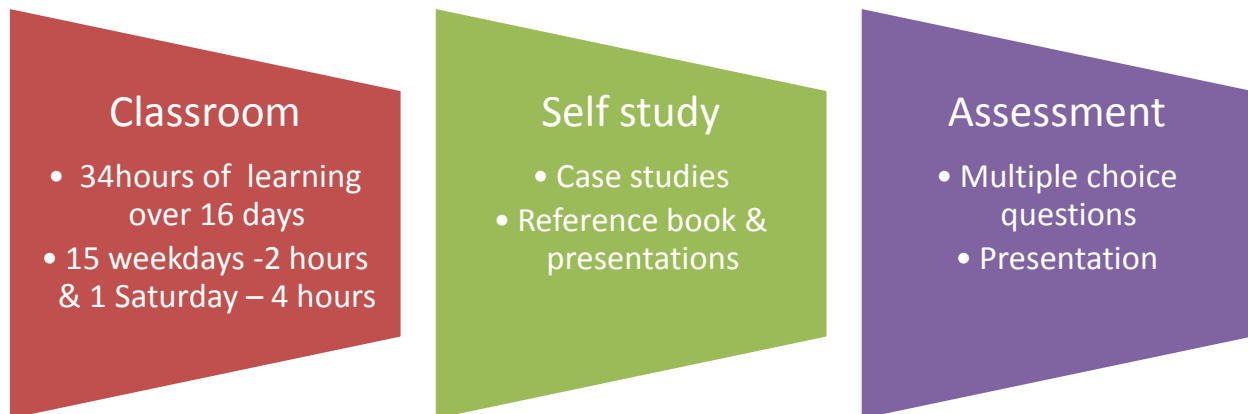 Classroom
• 34hours of  learning
over 16 days
• 15 weekdays -2 hours
& 1 Saturday – 4 hours
Self study
• Case studies
• Reference book &
presentations
Assessment
• Multiple choice
questions
• Presentation